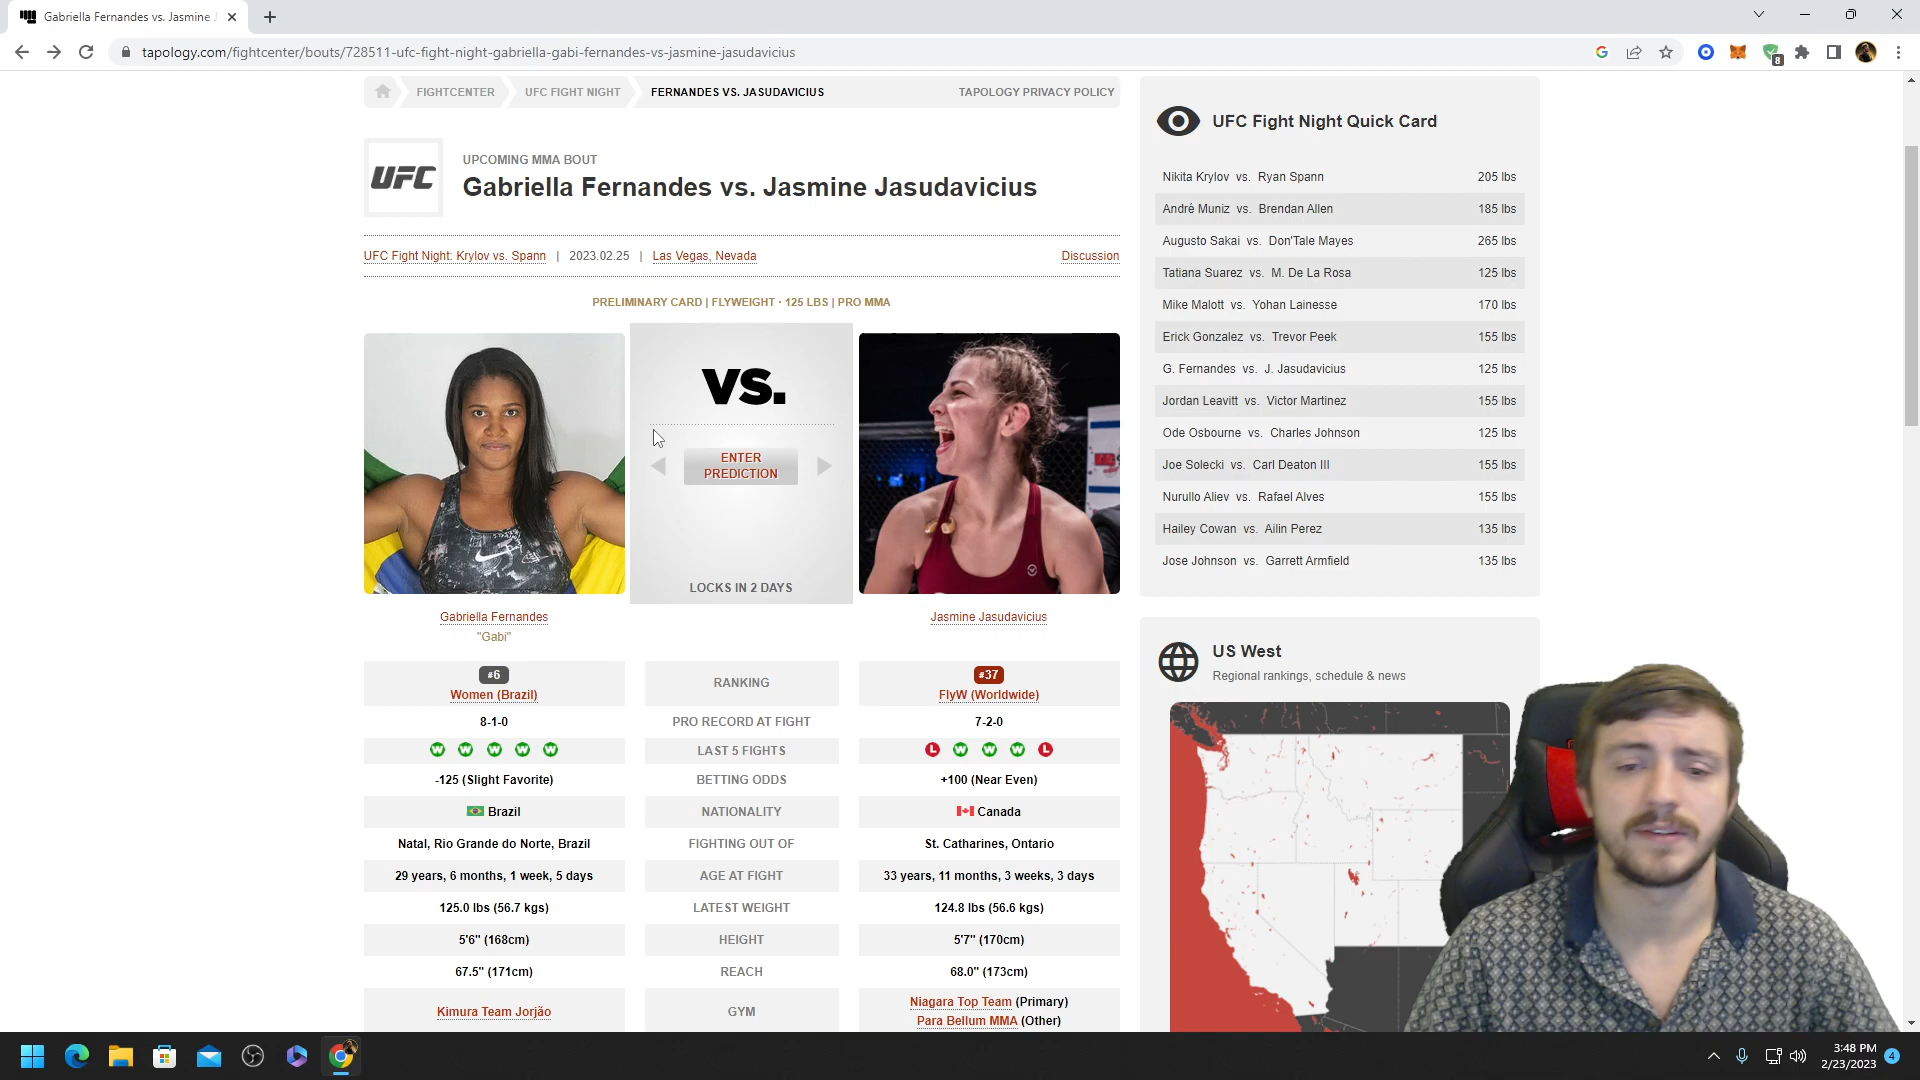 Gabriella Fernandes vs. Jasmine J
tapology.com/fightcenter/bouts/728511-ufc-fight-night-gabriella-gabi-fernandes-vs-jasmine-jasudavicius
8
FIGHTCENTER
UFC FIGHT NIGHT
FERNANDES VS. JASUDAVICIUS
TAPOLOGY PRIVACY POLICY
UFC
UPCOMING MMA BOUT
Gabriella Fernandes vs. Jasmine Jasudavicius
UFC Fight Night: Krylov vs. Spann | 2023.02.25 | Las Vegas, Nevada
Discussion
PRELIMINARY CARD | FLYWEIGHT · 125 LBS | PRO MMA
VS.
ENTER
PREDICTION
LOCKS IN 2 DAYS
Gabriella Fernandes
"Gabi"
Jasmine Jasudavicius
#6
Women (Brazil)
RANKING
#37
FlyW (Worldwide)
8-1-0 PRO RECORD AT FIGHT 7-2-0
W W W W W LAST 5 FIGHTS L W W W L
-125 (Slight Favorite) BETTING ODDS +100 (Near Even)
Brazil NATIONALITY Canada
Natal, Rio Grande do Norte, Brazil FIGHTING OUT OF St. Catharines, Ontario
29 years, 6 months, 1 week, 5 days AGE AT FIGHT 33 years, 11 months, 3 weeks, 3 days
125.0 lbs (56.7 kgs) LATEST WEIGHT 124.8 lbs (56.6 kgs)
5'6" (168cm) HEIGHT 5'7" (170cm)
67.5" (171cm) REACH 68.0" (173cm)
Kimura Team Jorjão GYM Niagara Top Team (Primary)
Para Bellum MMA (Other)
UFC Fight Night Quick Card
Nikita Krylov vs. Ryan Spann 205 lbs
André Muniz vs. Brendan Allen 185 lbs
Augusto Sakai vs. Don'Tale Mayes 265 lbs
Tatiana Suarez vs. M. De La Rosa 125 lbs
Mike Malott vs. Yohan Lainesse 170 lbs
Erick Gonzalez vs. Trevor Peek 155 lbs
G. Fernandes vs. J. Jasudavicius 125 lbs
Jordan Leavitt vs. Victor Martinez 155 lbs
Ode Osbourne vs. Charles Johnson 125 lbs
Joe Solecki vs. Carl Deaton III 155 lbs
Nurullo Aliev vs. Rafael Alves 155 lbs
Hailey Cowan vs. Ailin Perez 135 lbs
Jose Johnson vs. Garrett Armfield 135 lbs
US West
Regional rankings, schedule & news
3:48 PM
2/23/2023
4